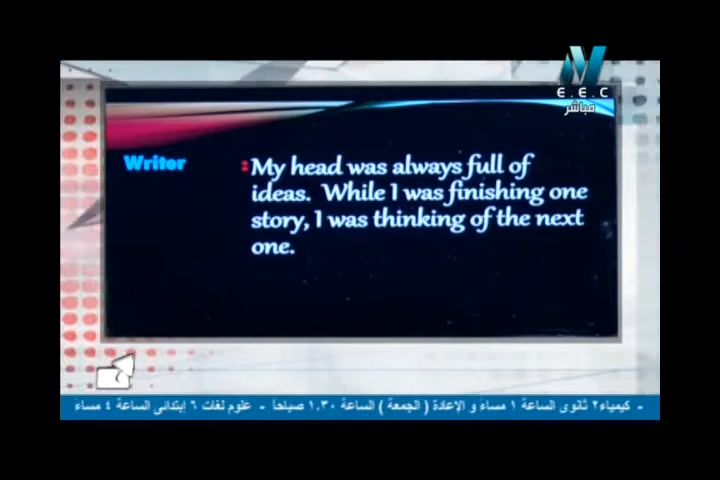 E.E.C
مباشر
Writer : My head was always full of
ideas. While I was finishing one
story, I was thinking of the next
one.
- كيمياء٢ ثانوى الساعة ١ مساءً و الإعادة ( الجمعة ) الساعة ١.٣٠ صباحاً - علوم لغات ٦ إبتدائى الساعة ٤ مساءً